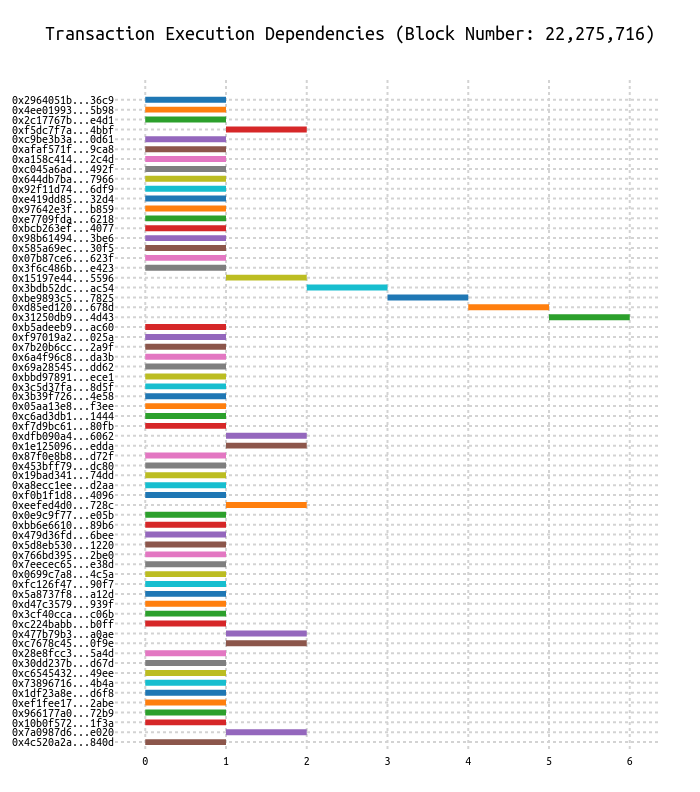 Transaction Execution Dependencies (Block Number: 22,275,716)
0x2964051b...36c9
0x4ee01993...5b98
0x2c17767b...e4d1
0xf5dc7f7a...4bbf
0xc9be3b3a...0d61
0xafaf571f...9ca8
0xa158c414...2c4d
0xc045a6ad...492f
0x644db7ba...7966
0x92f11d74...6df9
0xe419dd85...32d4
0x97642e3f...b859
0xe7709fda...6218
0xbcb263ef...4077
0x98b61494...3be6
0x585a69ec...30f5
0x07b87ce6...623f
0x3f6c486b...e423
0x15197e44...5596
0x3bdb52dc...ac54
0xbe9893c5...7825
0xd85ed120...678d
0x31250db9...4d43
0xb5adeeb9...ac60
0xf97019a2...025a
0x7b20b6cc...2a9f
0x6a4f96c8...da3b
0x69a28545...dd62
0xbbd97891...ece1
0x3c5d37fa...8d5f
0x3b39f726...4e58
0x05aa13e8...f3ee
0xc6ad3db1...1444
0xf7d9bc61...80fb
0xdfb090a4...6062
0x1e125096...edda
0x87f0e8b8...d72f
0x453bff79...dc80
0x19bad341...74dd
0xa8ecc1ee...d2aa
0xf0b1f1d8...4096
0xeefed4d0...728c
0x0e9c9f77...e05b
0xbb6e6610...89b6
0x479d36fd...6bee
0x5d8eb530...1220
0x766bd395...2be0
0x7eecec65...e38d
0x0699c7a8...4c5a
0xfc126f47...90f7
0x5a8737f8...a12d
0xd47c3579...939f
0x3cf40cca...c06b
0xc224babb...b0ff
0x477b79b3...a0ae
0xc7678c45...0f9e
0x28e8fcc3...5a4d
0x30dd237b...d67d
0xc6545432...49ee
0x73896716...4b4a
0x1df23a8e...d6f8
0xef1fee17...2abe
0x966177a0...72b9
0x10b0f572...1f3a
0x7a0987d6...e020
0x4c520a2a...840d
0 1 2 3 4 5 6